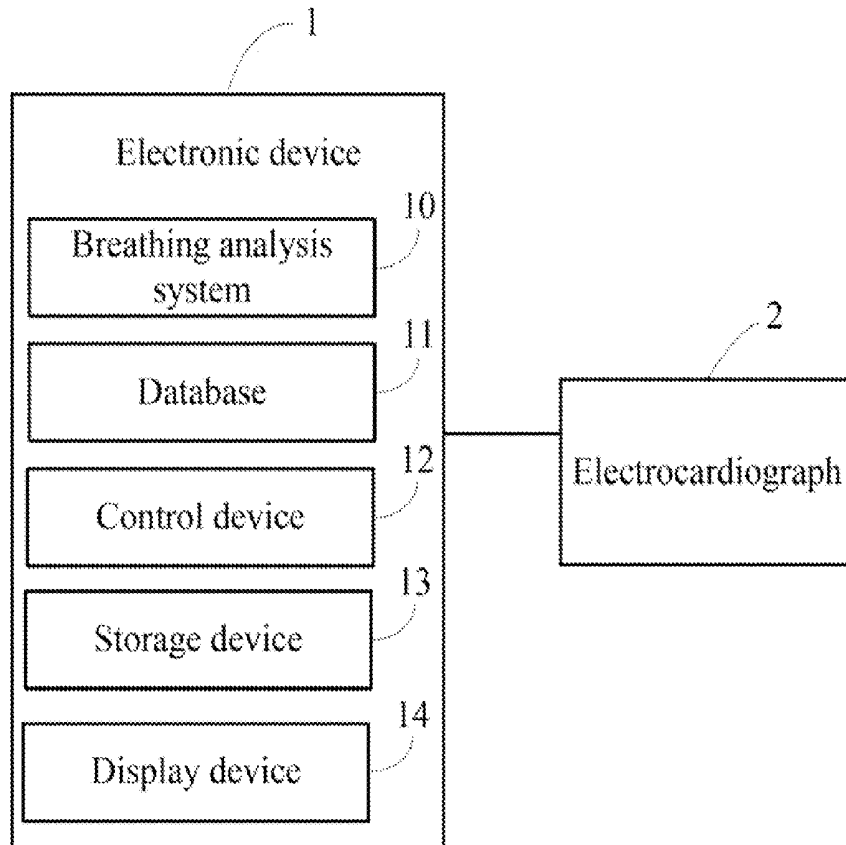 1
Electronic device
10
Breathing analysis
system
11
Database
2
12
Control device
Electrocardiograph
13
Storage device
14
Display device